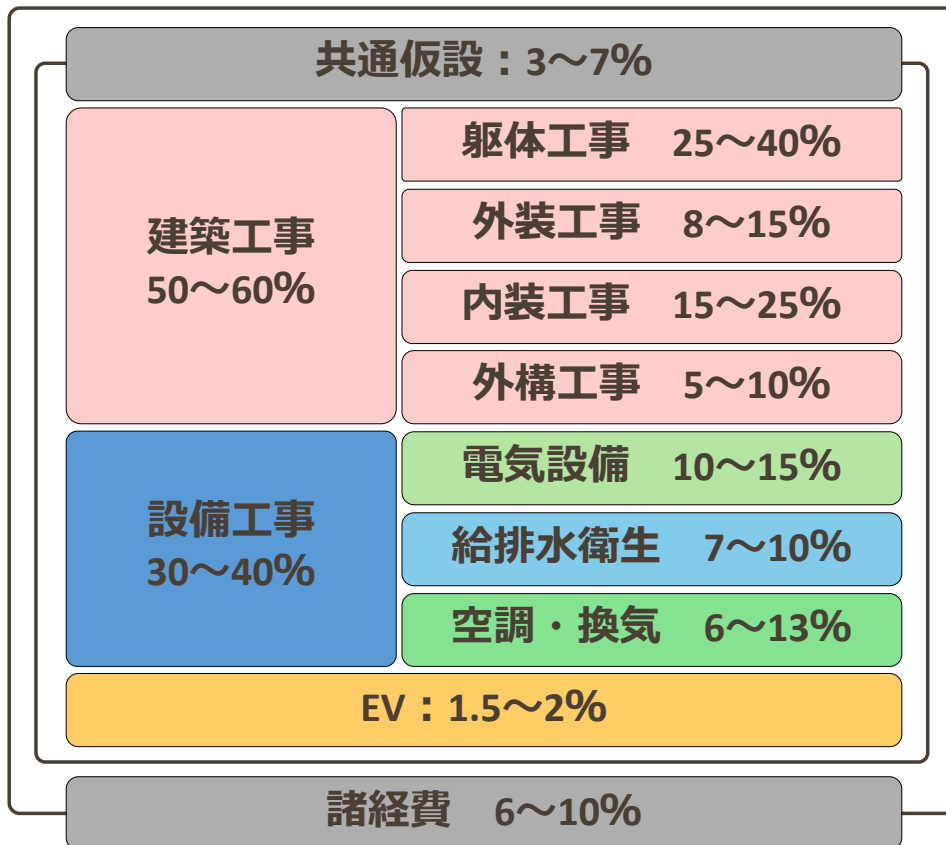 共通仮設：3～7%
建築工事
50～60%
躯体工事　25～40%
外装工事　8～15%
内装工事　15～25%
外構工事　5～10%
設備工事
30～40%
電気設備　10～15%
給排水衛生　7～10%
空調・換気　6～13%
EV：1.5～2%
諸経費　6～10%